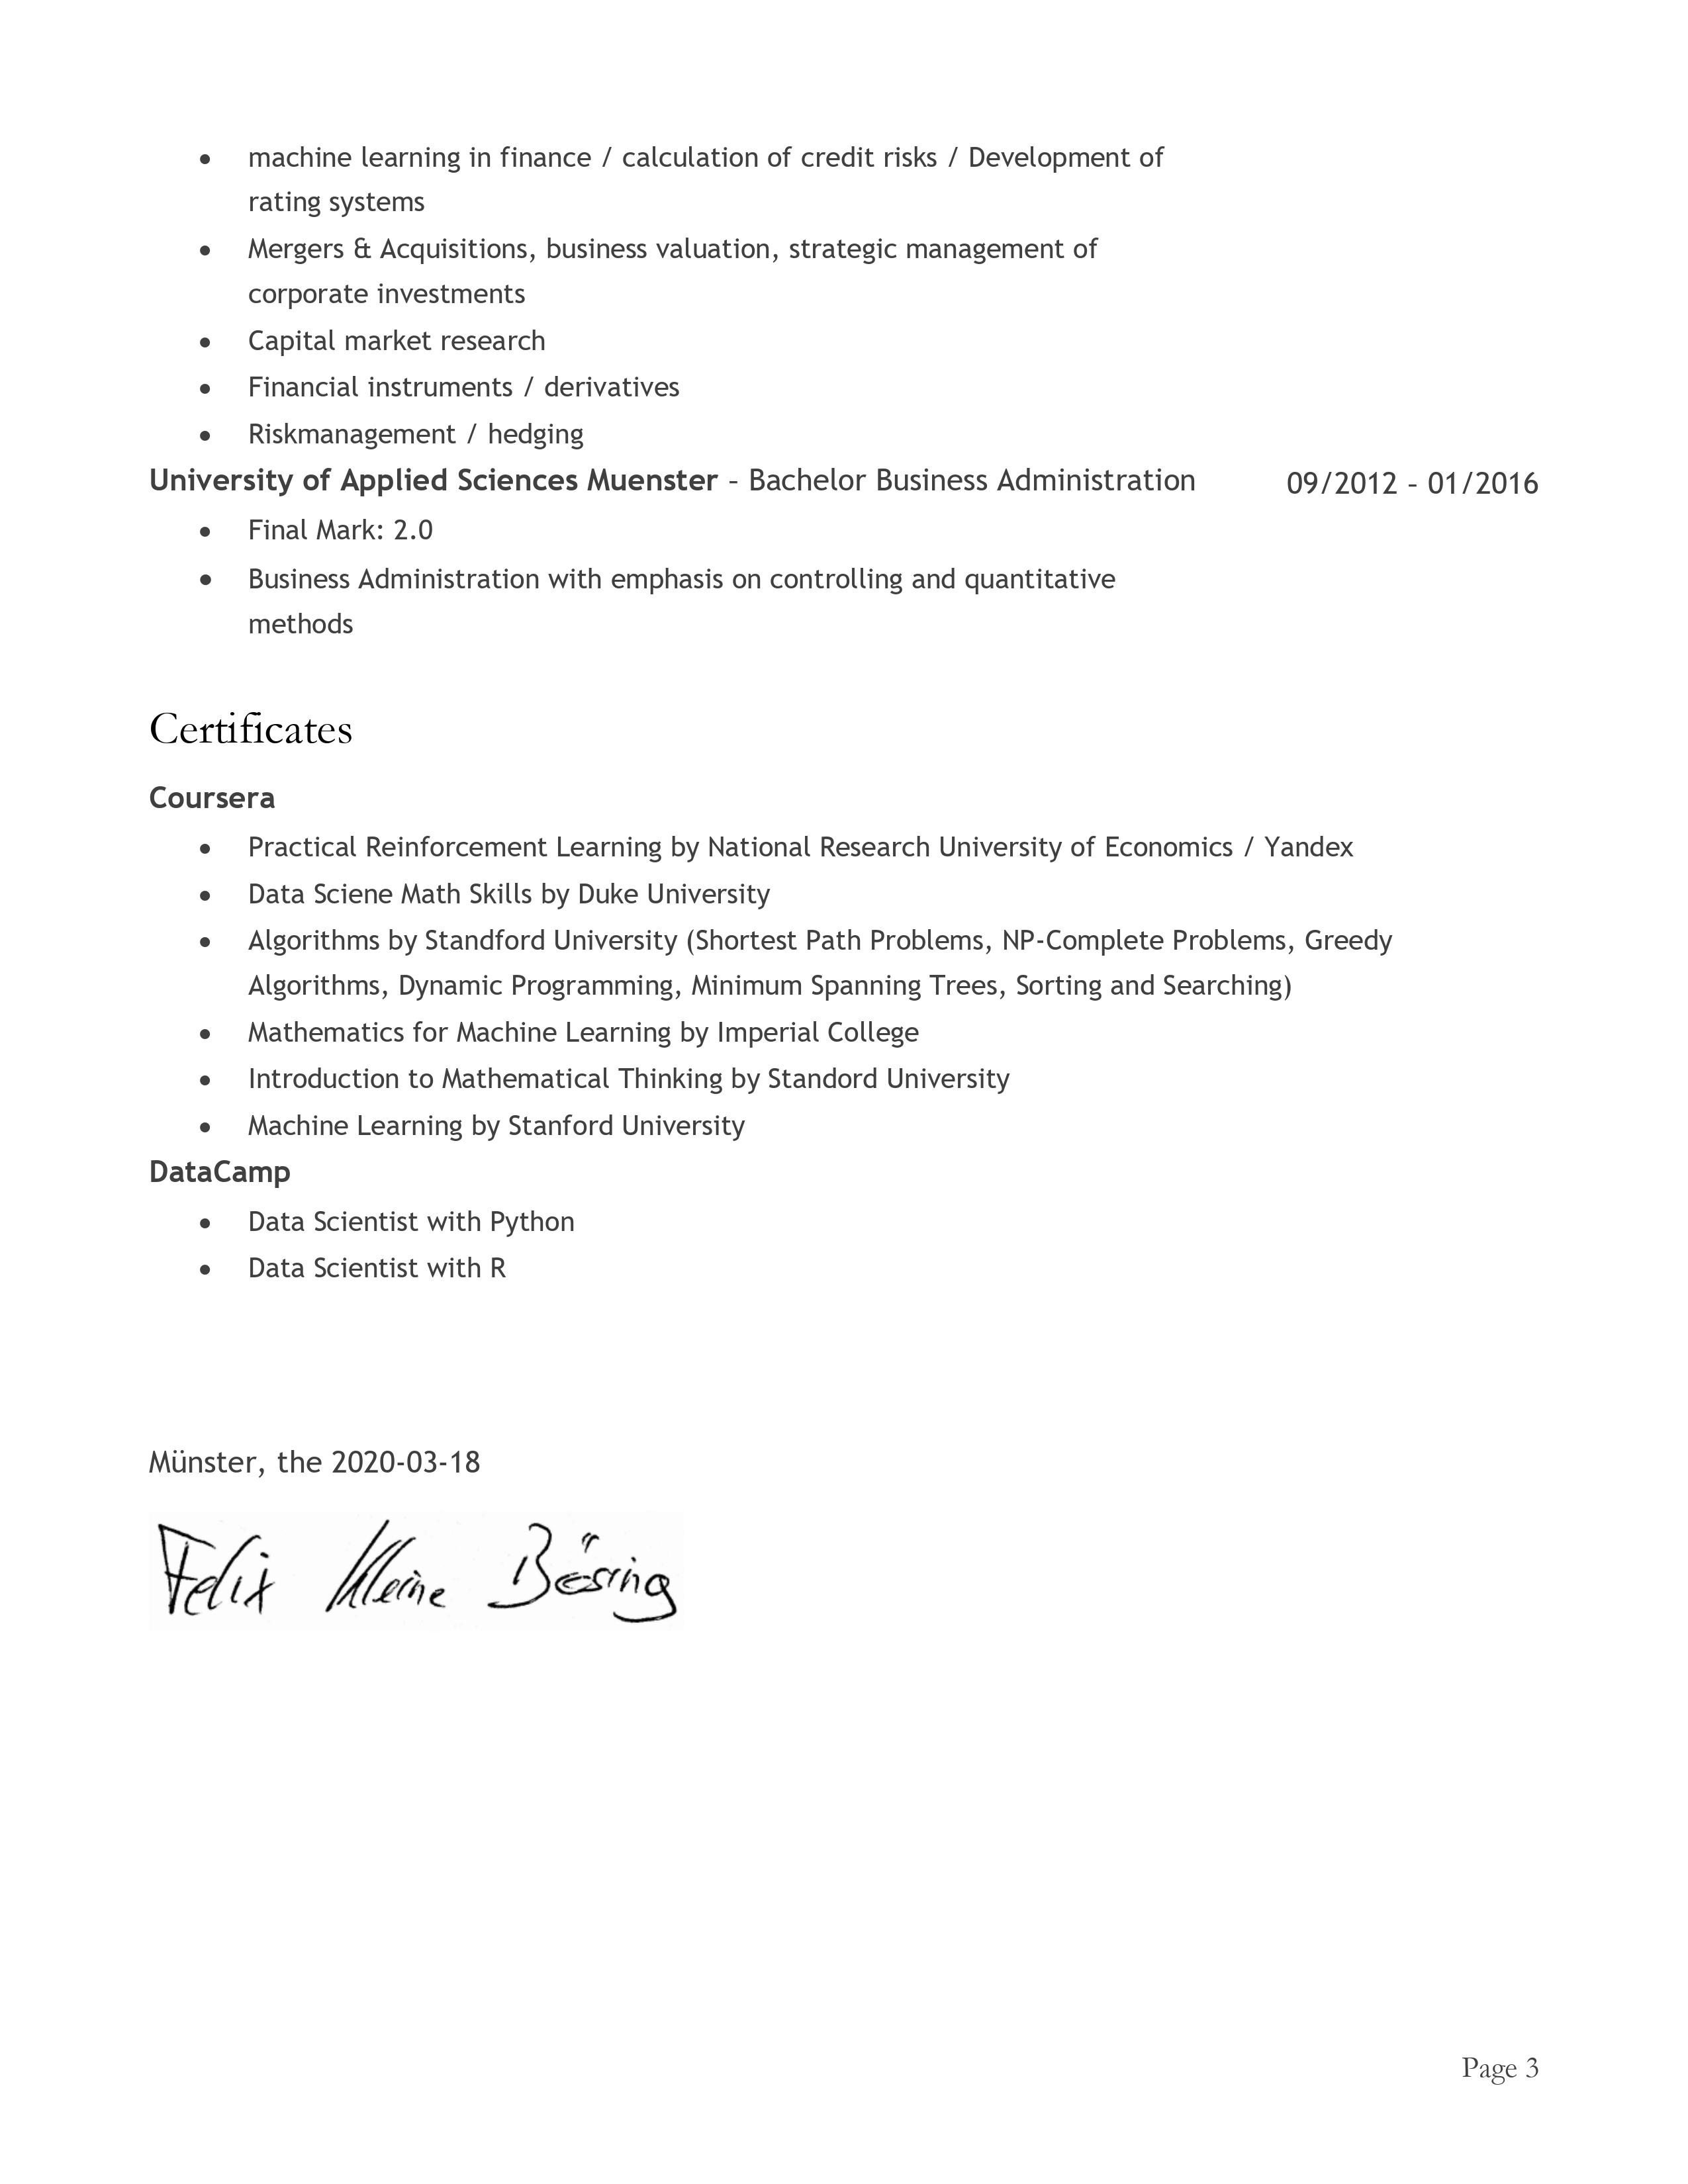 • machine learning in finance / calculation of credit risks / Development of
rating systems
• Mergers & Acquisitions, business valuation, strategic management of
corporate investments
• Capital market research
• Financial instruments / derivatives
• Riskmanagement / hedging
University of Applied Sciences Muenster – Bachelor Business Administration 09/2012 – 01/2016
• Final Mark: 2.0
• Business Administration with emphasis on controlling and quantitative
methods
Certificates
Coursera
• Practical Reinforcement Learning by National Research University of Economics / Yandex
• Data Sciene Math Skills by Duke University
• Algorithms by Standford University (Shortest Path Problems, NP-Complete Problems, Greedy
Algorithms, Dynamic Programming, Minimum Spanning Trees, Sorting and Searching)
• Mathematics for Machine Learning by Imperial College
• Introduction to Mathematical Thinking by Standord University
• Machine Learning by Stanford University
DataCamp
• Data Scientist with Python
• Data Scientist with R
Münster, the 2020-03-18
Felix Kleine Bösing
Page 3